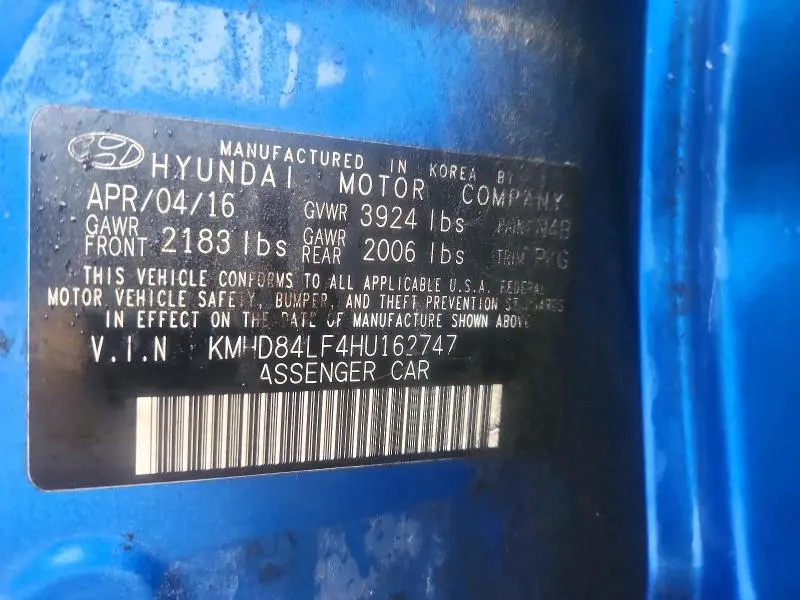 MANUFACTURED IN KOREA BY
HYUNDAI MOTOR COMPANY
APR/04/16 GVWR 3924 lbs
GAWR FRONT 2183 lbs GAWR REAR 2006 lbs TRIM
THIS VEHICLE CONFORMS TO ALL APPLICABLE U.S.A. FEDERAL
MOTOR VEHICLE SAFETY, BUMPER, AND THEFT PREVENTION
IN EFFECT ON THE DATE OF MANUFACTURE SHOWN ABOVE
V.I.N KMHD84LF4HU162747
ASSENGER CAR